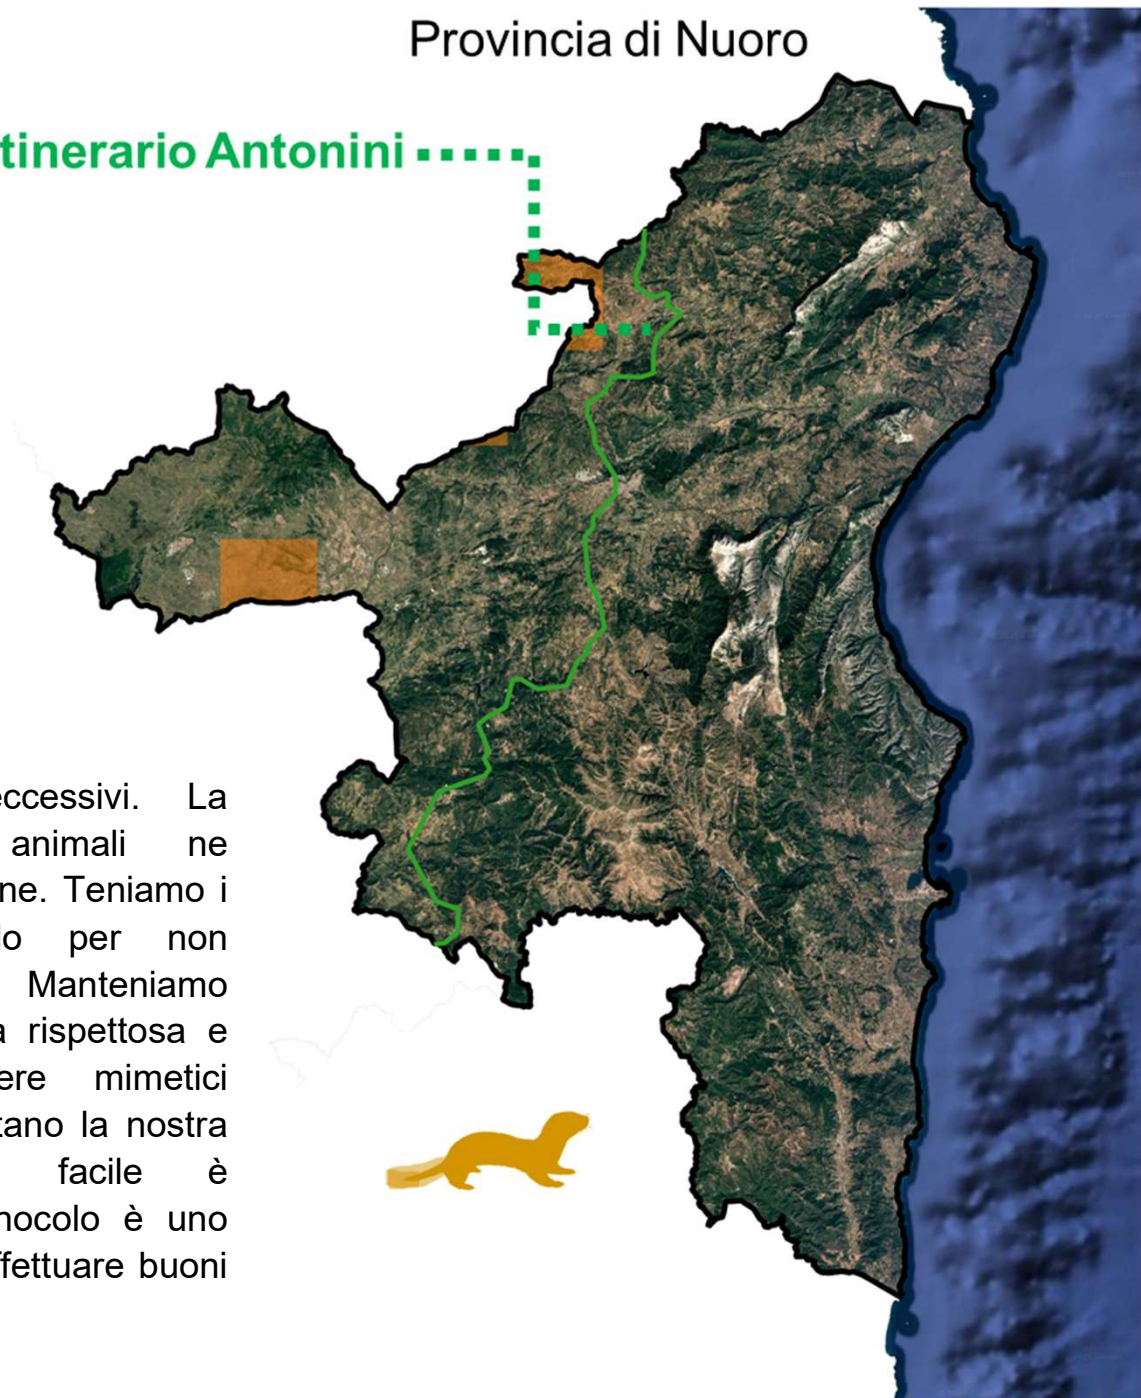 Provincia di Nuoro
tinerario Antonini
eccessivi. La
animali ne
ne. Teniamo i
lo per non
Manteniamo
a rispettosa e
ere mimetici
tano la nostra
facile è
nocolo è uno
ffettuare buoni